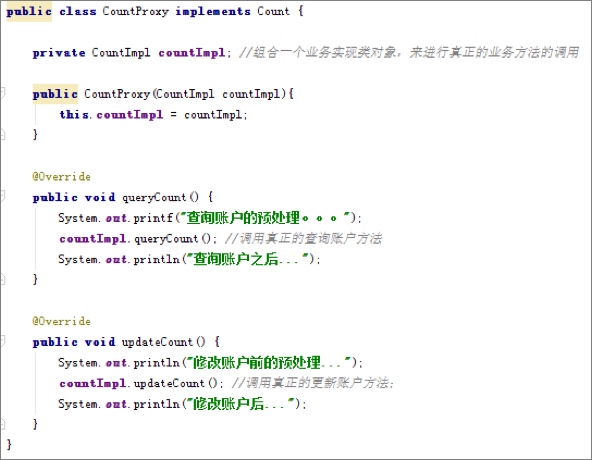 public class CountProxy implements Count {
private CountImpl countImpl; //组合一个业务实现类对象，来进行真正的业务方法的调用
public CountProxy(CountImpl countImpl){
this.countImpl = countImpl;
}
@Override
public void queryCount() {
System.out.printf("查询账户的预处理。。。");
countImpl.queryCount(); //调用真正的查询账户方法
System.out.println("查询账户之后...");
}
@Override
public void updateCount() {
System.out.println("修改账户前的预处理...");
countImpl.updateCount(); //调用真正的更新账户方法;
System.out.println("修改账户后...");
}
}